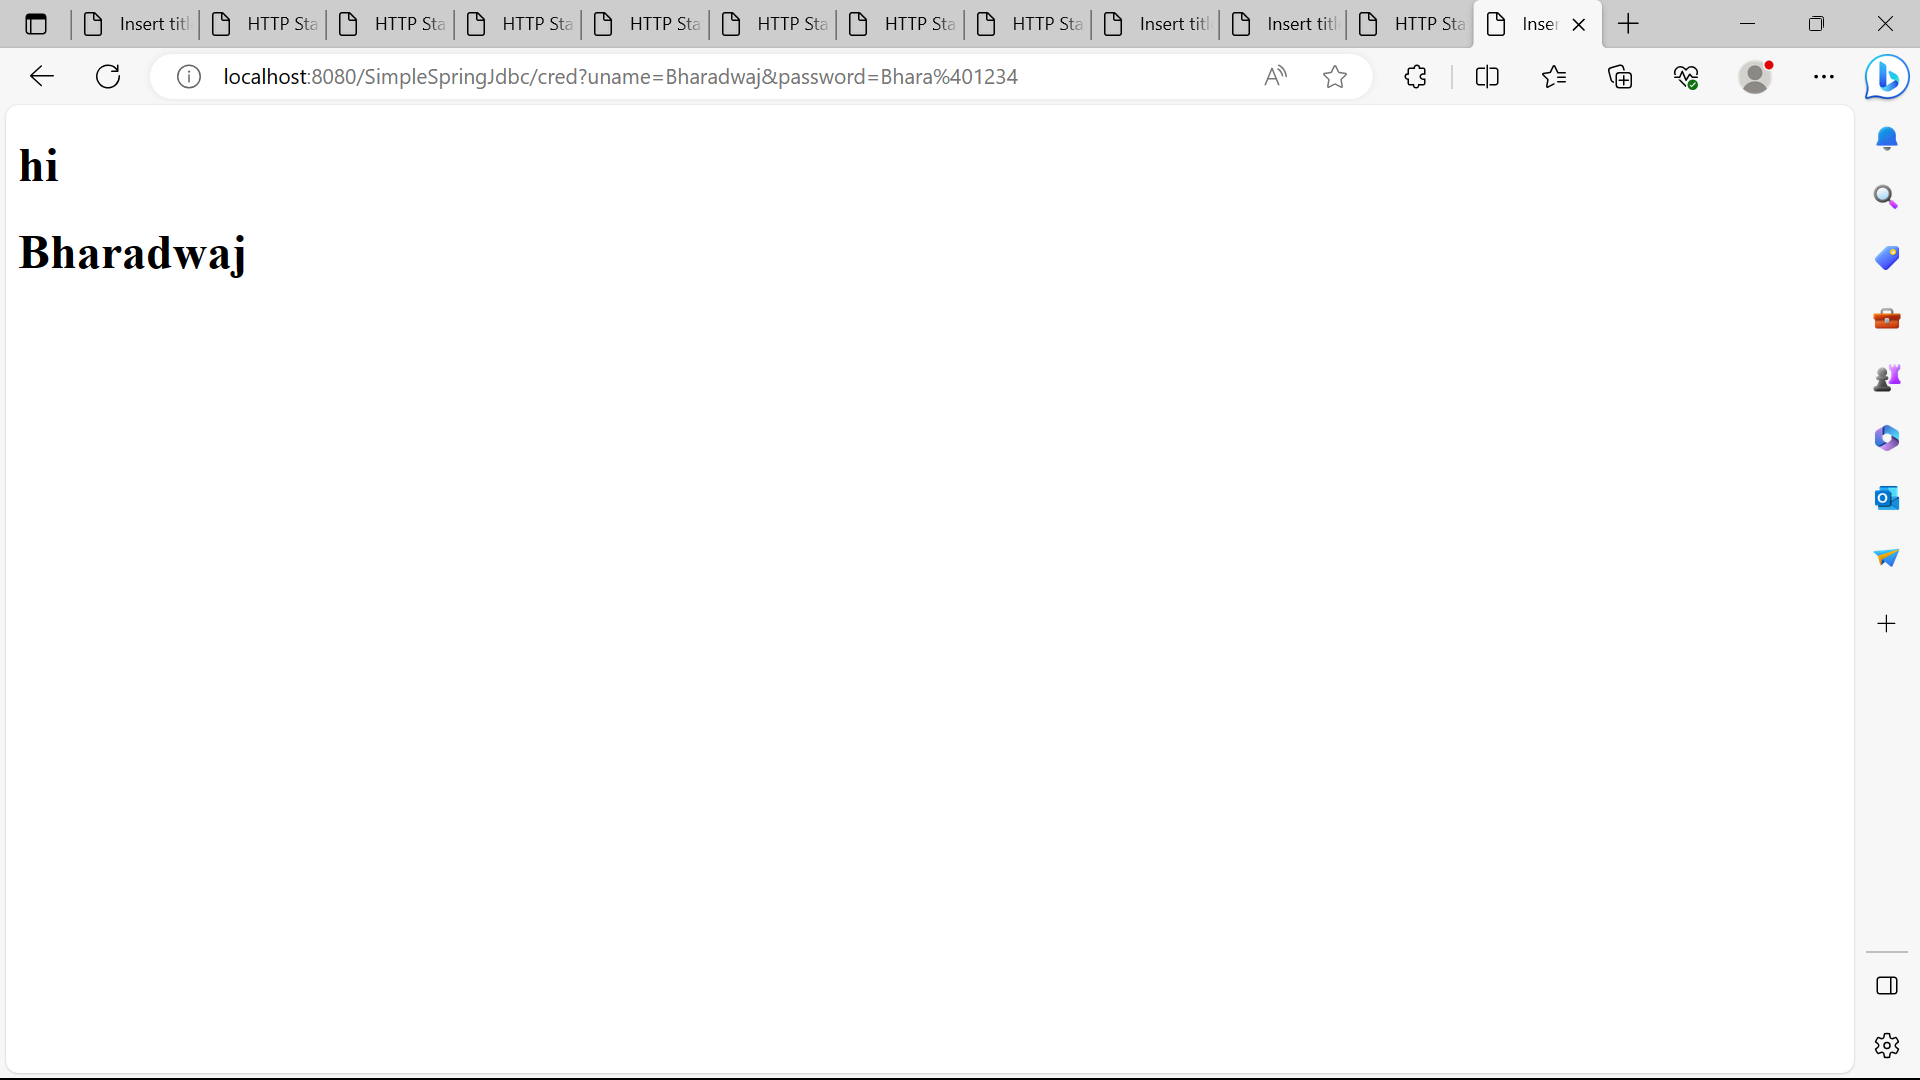 Insert titl
HTTP Sta
HTTP Sta
HTTP Sta
HTTP Sta
HTTP Sta
HTTP Sta
HTTP Sta
Insert titl
Insert titl
HTTP Sta
Inser
localhost:8080/SimpleSpringJdbc/cred?uname=Bharadwaj&password=Bhara%401234
hi
Bharadwaj